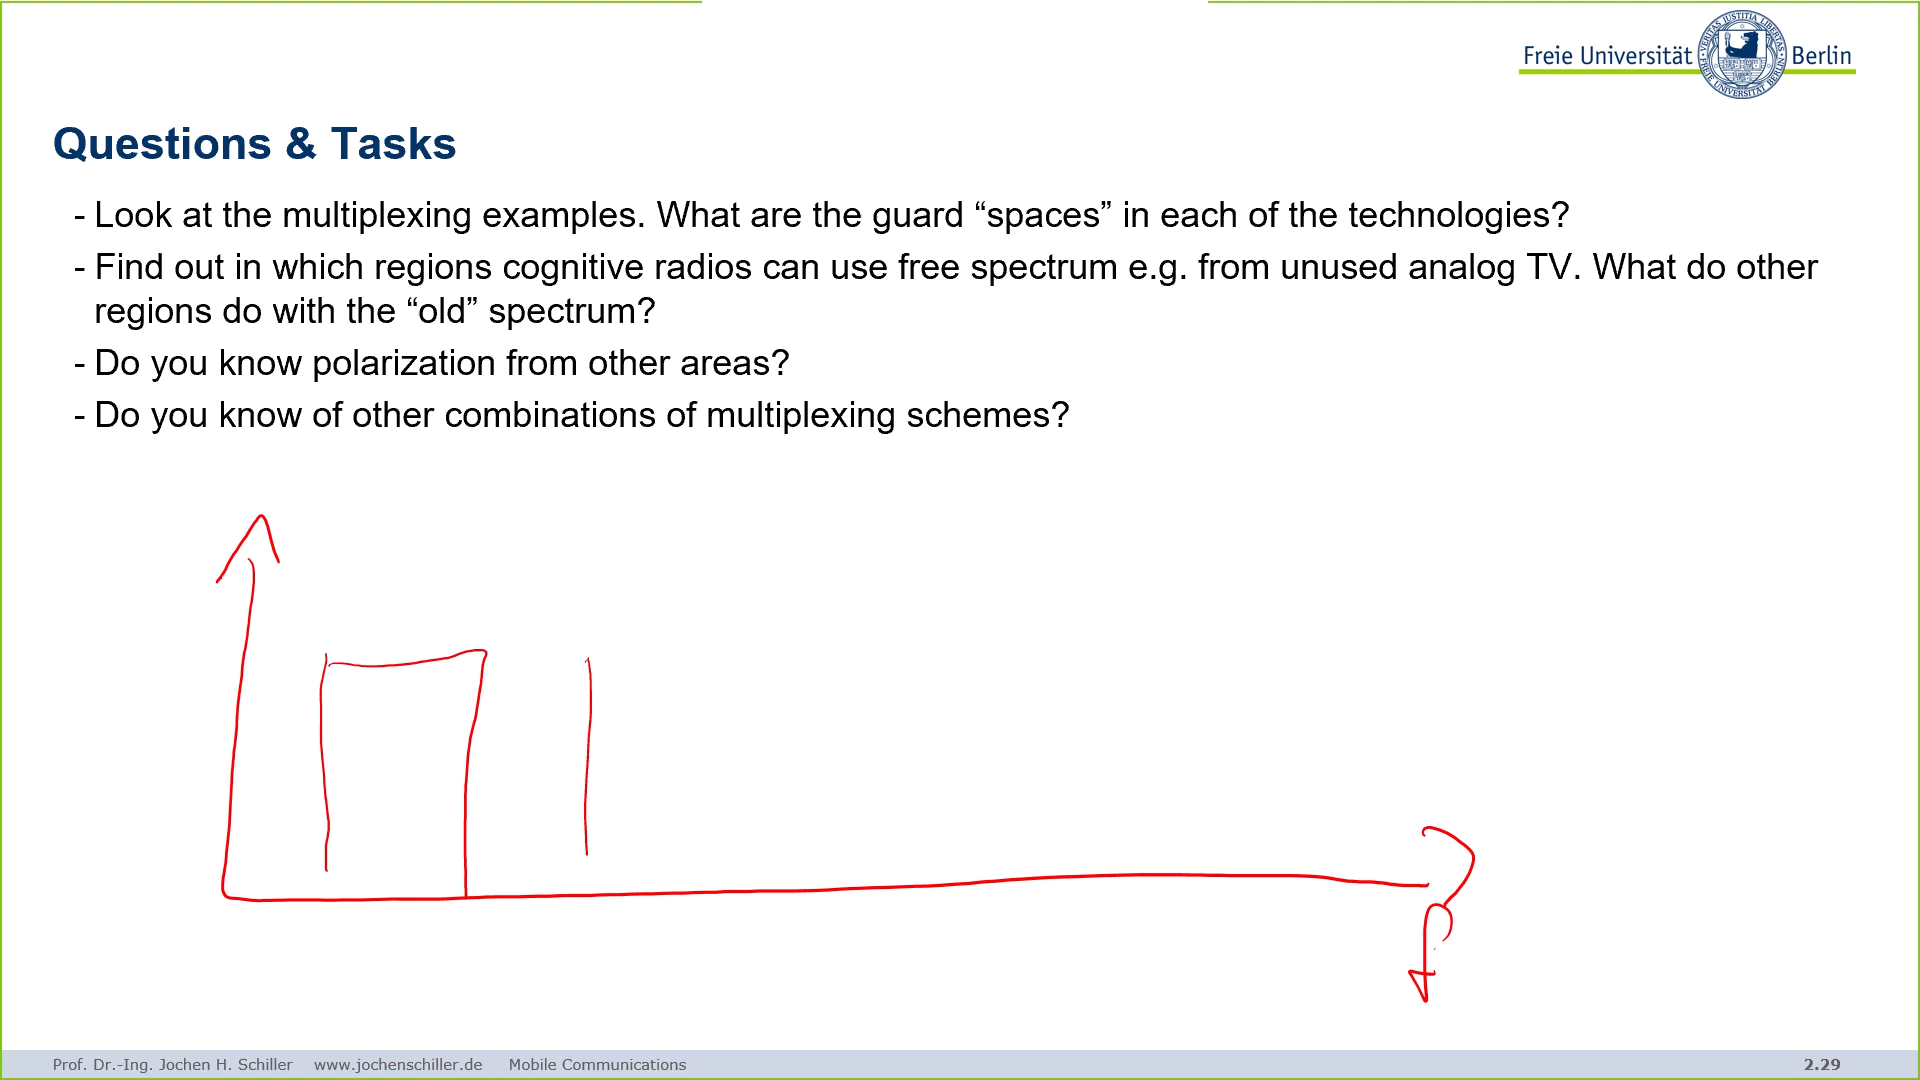 Freie Universität Berlin
Questions & Tasks
- Look at the multiplexing examples. What are the guard “spaces” in each of the technologies?
- Find out in which regions cognitive radios can use free spectrum e.g. from unused analog TV. What do other
regions do with the “old” spectrum?
- Do you know polarization from other areas?
- Do you know of other combinations of multiplexing schemes?
f
Prof. Dr.-Ing. Jochen H. Schiller www.jochenschiller.de Mobile Communications 2.29